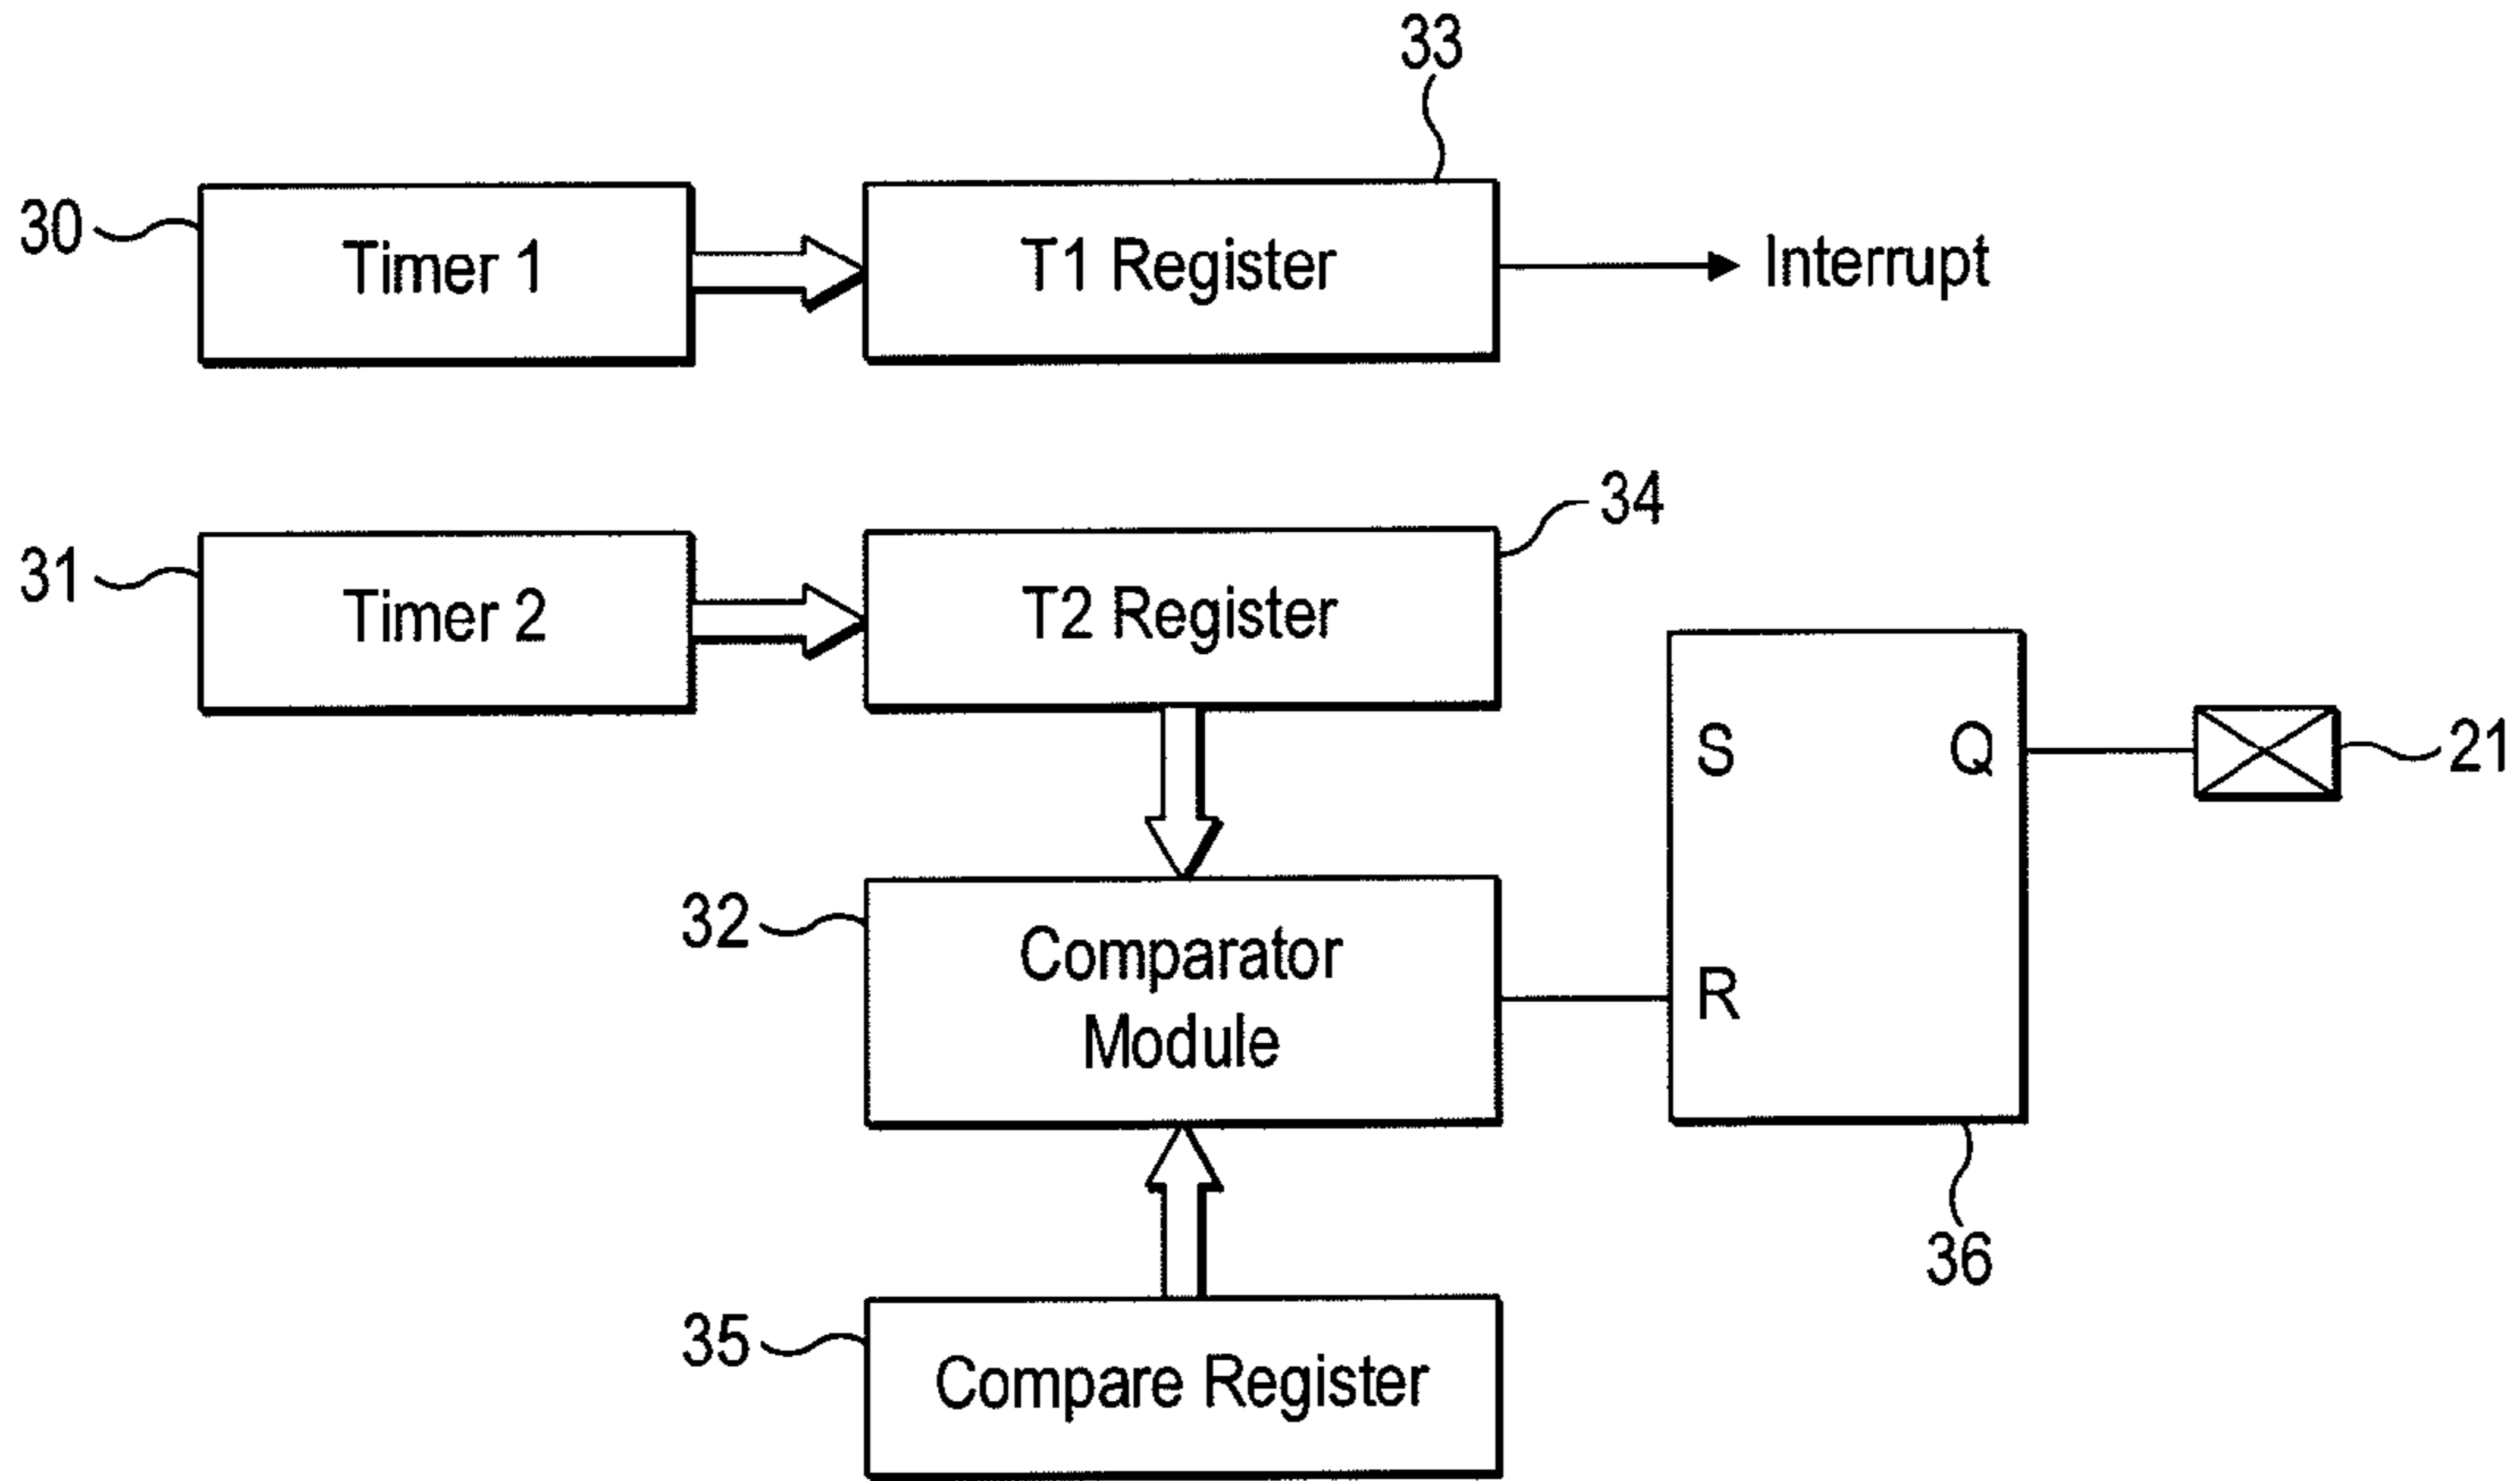 33
30
Timer 1
T1 Register
Interrupt
34
31
Timer 2
T2 Register
S
Q
21
32
Comparator
Module
R
36
35
Compare Register